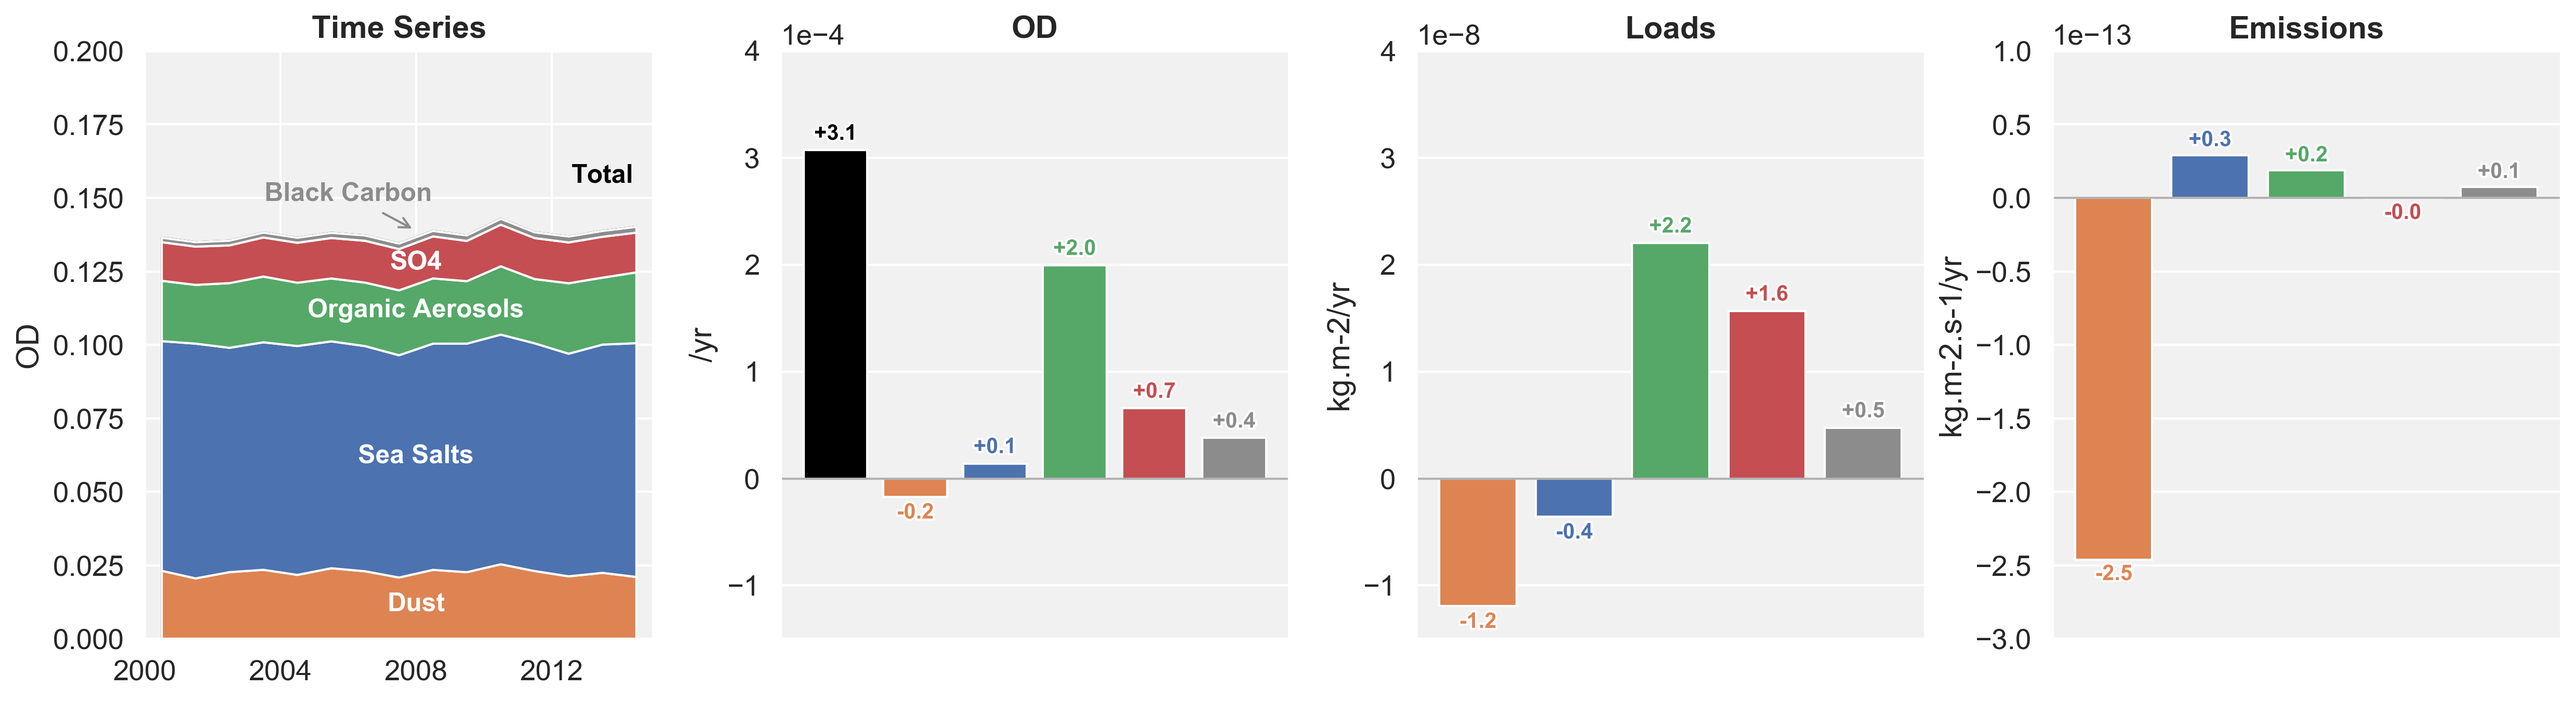 Time Series
OD
0.200
0.175
0.150
0.125
0.100
0.075
0.050
0.025
0.000
2000 2004 2008 2012
Total
Black Carbon
SO4
Organic Aerosols
Sea Salts
Dust
OD
1e−4
/yr
4
3
2
1
0
−1
+3.1
-0.2
+0.1
+2.0
+0.7
+0.4
Loads
1e−8
kg.m-2/yr
4
3
2
1
0
−1
-1.2
-0.4
+2.2
+1.6
+0.5
Emissions
1e−13
kg.m-2.s-1/yr
1.0
0.5
0.0
−0.5
−1.0
−1.5
−2.0
−2.5
−3.0
-2.5
+0.3
+0.2
-0.0
+0.1